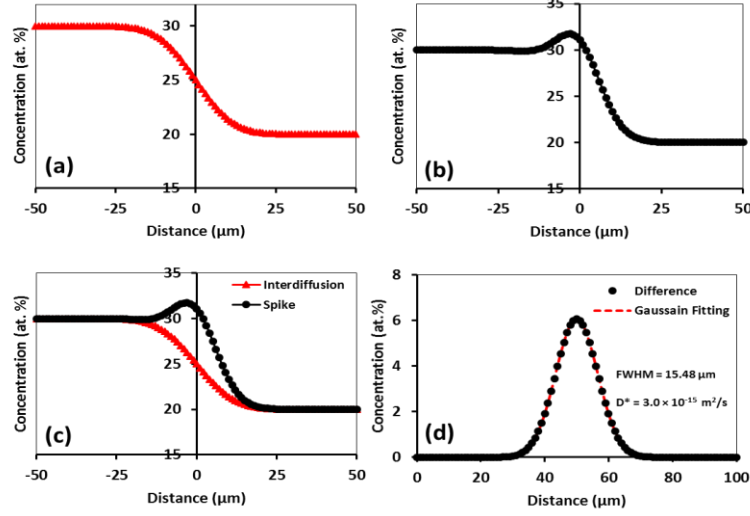 35
30
25
20
15
Concentration (at. %)
(a)
-50 -25 0 25 50
Distance (µm)
35
30
25
20
15
Concentration (at. %)
(b)
-50 -25 0 25 50
Distance (µm)
35
30
25
20
15
Concentration (at.%)
Interdiffusion
Spike
(c)
-50 -25 0 25 50
Distance (µm)
8
6
4
2
0
Concentration (at.%)
Difference
Gaussain Fitting
FWHM = 15.48 µm
D* = 3.0 × 10⁻¹⁵ m²/s
(d)
0 20 40 60 80 100
Distance (µm)